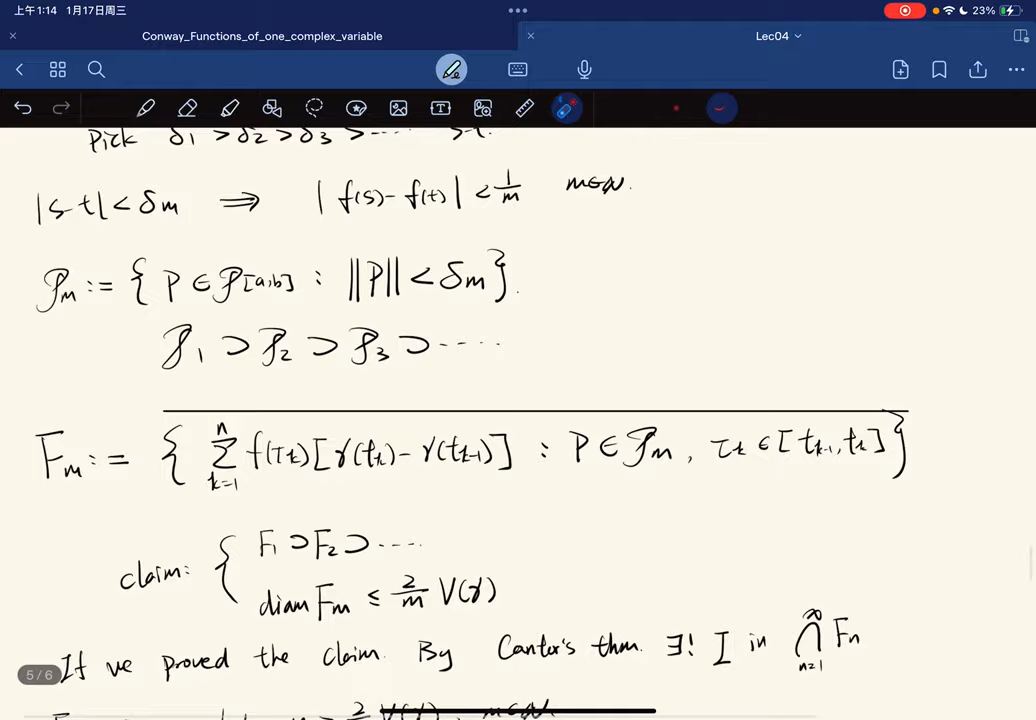 上午1:14 1月17日周三
23%
Conway_Functions_of_one_complex_variable
Lec04
Pick δ1 > δ2 > δ3 > ···· s.t.
|s-t| < δm ⟹ | f(s) - f(t) | < 1/m m∈ℕ.
𝒫m := { P ∈ 𝒫[a,b] : ‖P‖ < δm }.
𝒫1 ⊃ 𝒫2 ⊃ 𝒫3 ⊃ ·····
Fm := \overline{{ Σ_{k=1}^{n} f(τk) [γ(tk) - γ(tk-1)] : P ∈ 𝒫m, τk ∈ [tk-1, tk] }}
claim: { F1 ⊃ F2 ⊃ ····
diam Fm ≤ 2/m V(γ)
If we proved the claim. By Cantor's thm. ∃! I in ⋂_{n=1}^{∞} Fn
5/6